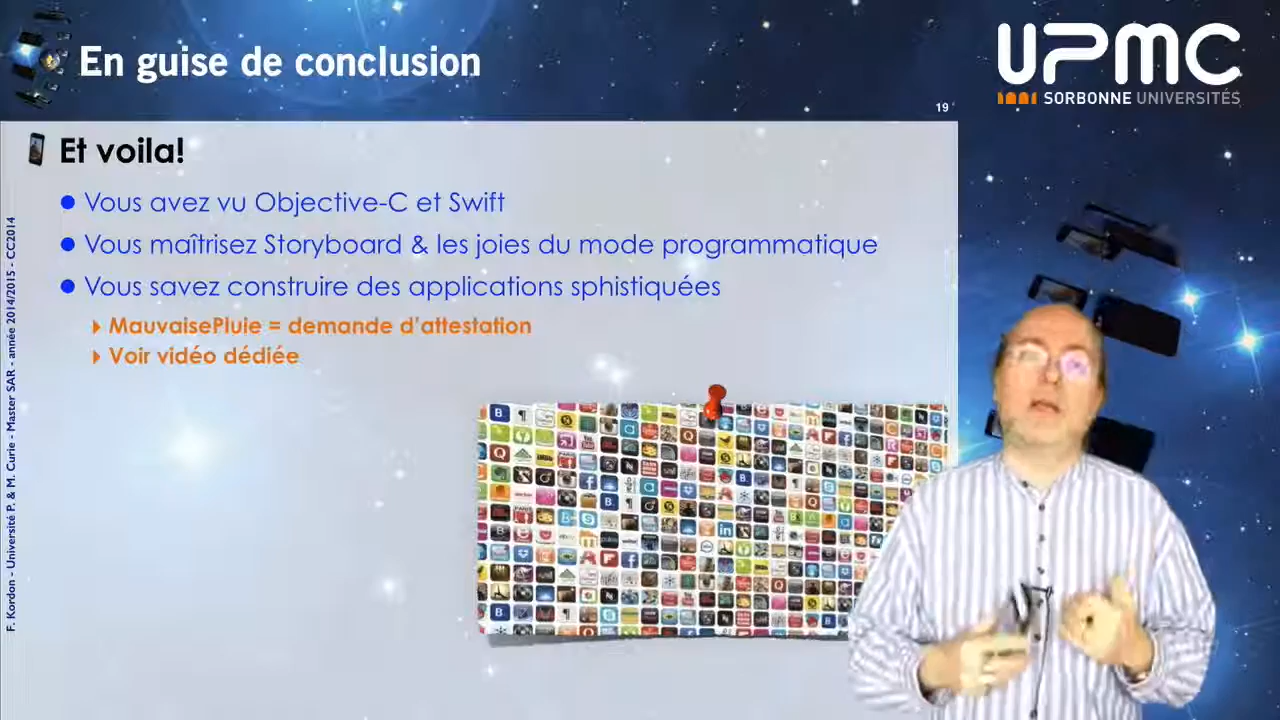 En guise de conclusion
UPMC
SORBONNE UNIVERSITÉS
19
Et voila!
Vous avez vu Objective-C et Swift
Vous maîtrisez Storyboard & les joies du mode programmatique
Vous savez construire des applications sphistiquées
MauvaisePluie = demande d'attestation
Voir vidéo dédiée
F. Kordon - Université P. & M. Curie - Master SAR - année 2014/2015 - CC2014